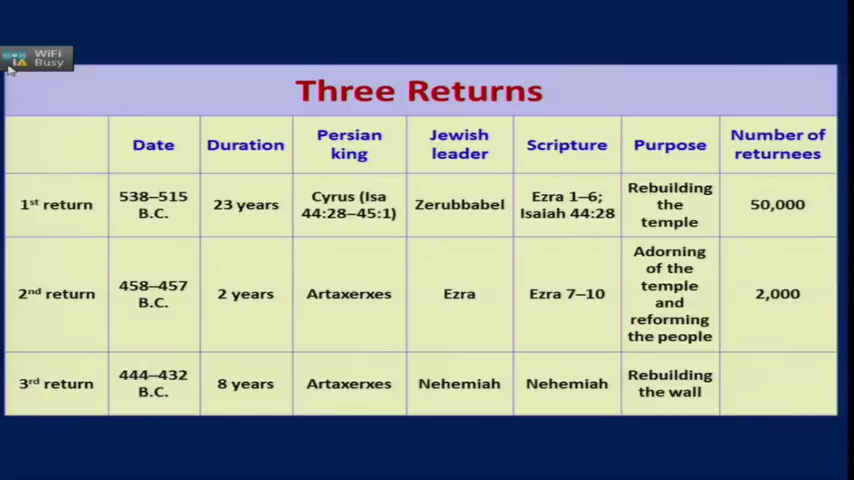 WiFi
Busy
Three Returns
Date
Duration
Persian
king
Jewish
leader
Scripture
Purpose
Number of
returnees
1st return
538–515
B.C.
23 years
Cyrus (Isa
44:28–45:1)
Zerubbabel
Ezra 1–6;
Isaiah 44:28
Rebuilding
the
temple
50,000
2nd return
458–457
B.C.
2 years
Artaxerxes
Ezra
Ezra 7–10
Adorning
of the
temple
and
reforming
the people
2,000
3rd return
444–432
B.C.
8 years
Artaxerxes
Nehemiah
Nehemiah
Rebuilding
the wall